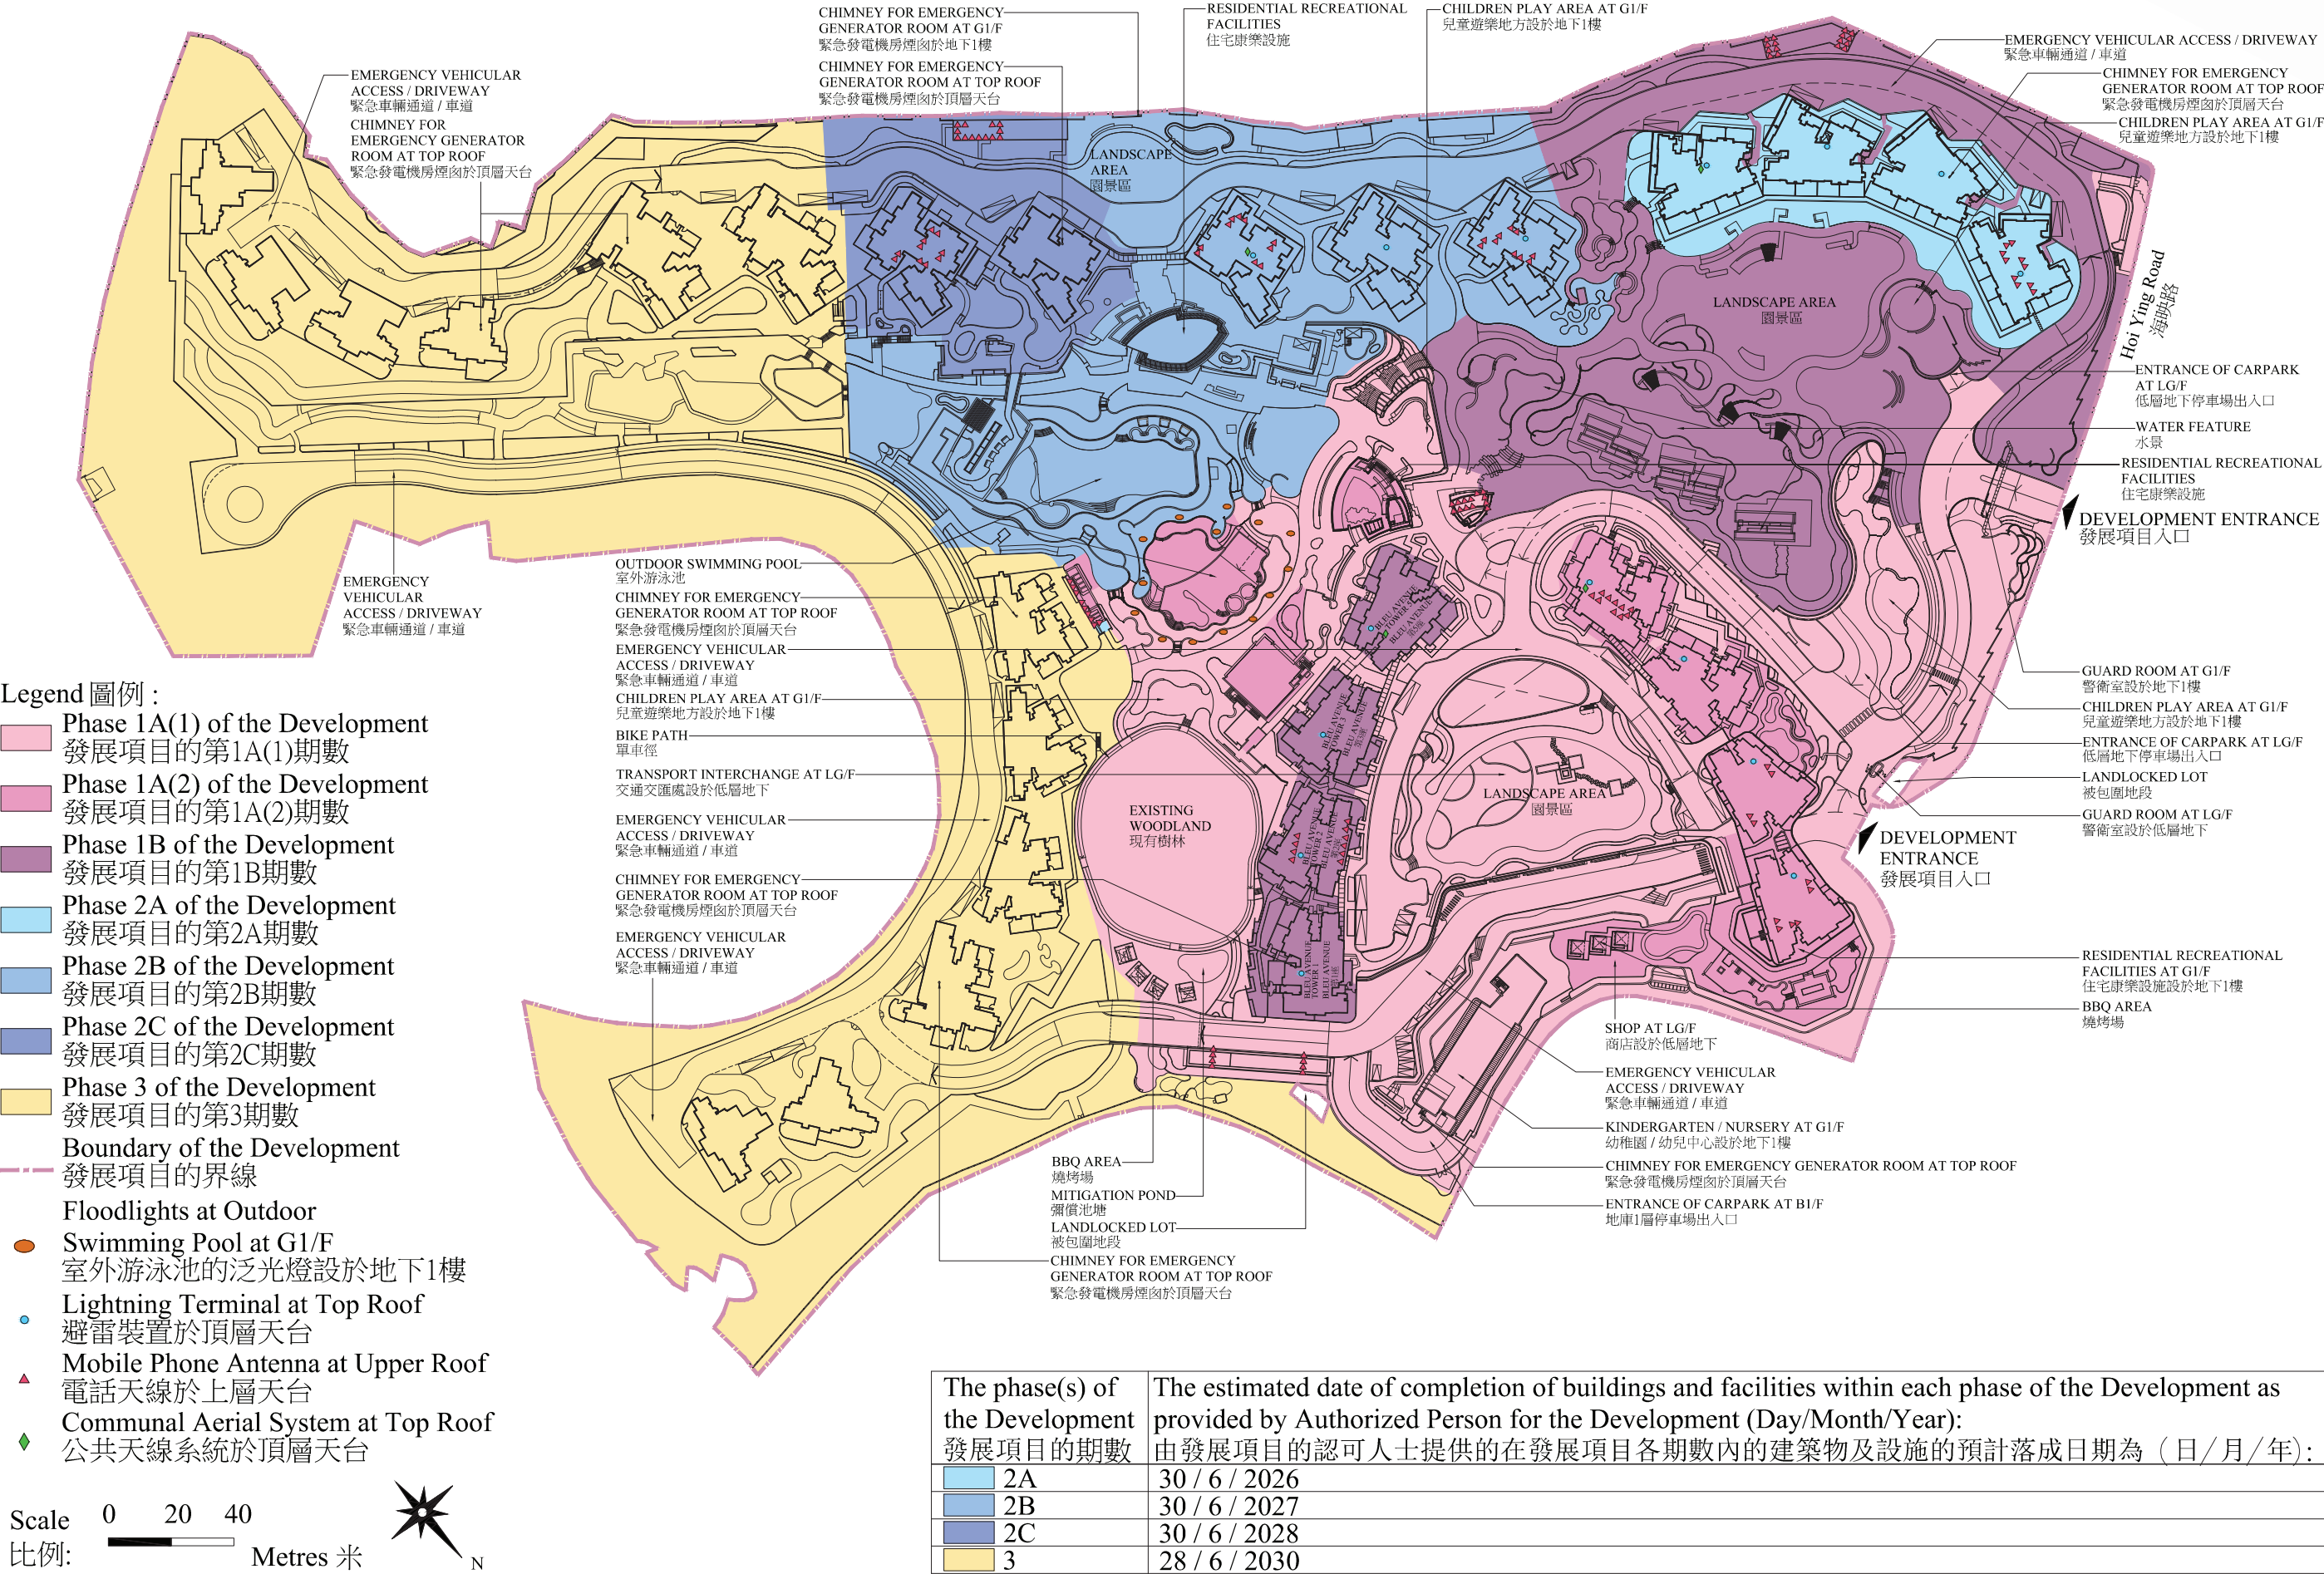 CHIMNEY FOR EMERGENCY
GENERATOR ROOM AT G1/F
緊急發電機房煙囪於地下1樓
CHIMNEY FOR EMERGENCY
GENERATOR ROOM AT TOP ROOF
緊急發電機房煙囪於頂層天台
RESIDENTIAL RECREATIONAL
FACILITIES
住宅康樂設施
CHILDREN PLAY AREA AT G1/F
兒童遊樂地方設於地下1樓
EMERGENCY VEHICULAR ACCESS / DRIVEWAY
緊急車輛通道 / 車道
CHIMNEY FOR EMERGENCY
GENERATOR ROOM AT TOP ROOF
緊急發電機房煙囪於頂層天台
CHILDREN PLAY AREA AT G1/F
兒童遊樂地方設於地下1樓
EMERGENCY VEHICULAR
ACCESS / DRIVEWAY
緊急車輛通道 / 車道
CHIMNEY FOR
EMERGENCY GENERATOR
ROOM AT TOP ROOF
緊急發電機房煙囪於頂層天台
LANDSCAPE
AREA
園景區
LANDSCAPE AREA
園景區
Hoi Ying Road
海映路
ENTRANCE OF CARPARK
AT LG/F
低層地下停車場出入口
WATER FEATURE
水景
RESIDENTIAL RECREATIONAL
FACILITIES
住宅康樂設施
DEVELOPMENT ENTRANCE
發展項目入口
EMERGENCY
VEHICULAR
ACCESS / DRIVEWAY
緊急車輛通道 / 車道
OUTDOOR SWIMMING POOL
室外游泳池
CHIMNEY FOR EMERGENCY
GENERATOR ROOM AT TOP ROOF
緊急發電機房煙囪於頂層天台
EMERGENCY VEHICULAR
ACCESS / DRIVEWAY
緊急車輛通道 / 車道
CHILDREN PLAY AREA AT G1/F
兒童遊樂地方設於地下1樓
BIKE PATH
單車徑
TRANSPORT INTERCHANGE AT LG/F
交通交匯處設於低層地下
EMERGENCY VEHICULAR
ACCESS / DRIVEWAY
緊急車輛通道 / 車道
CHIMNEY FOR EMERGENCY
GENERATOR ROOM AT TOP ROOF
緊急發電機房煙囪於頂層天台
EMERGENCY VEHICULAR
ACCESS / DRIVEWAY
緊急車輛通道 / 車道
BLEU AVENUE
TOWER 5
BLEU AVENUE
第5座
BLEU AVENUE
TOWER 3
BLEU AVENUE
第3座
BLEU AVENUE
TOWER 2
BLEU AVENUE
第2座
BLEU AVENUE
TOWER 1
BLEU AVENUE
第1座
EXISTING
WOODLAND
現有樹林
LANDSCAPE AREA
園景區
GUARD ROOM AT G1/F
警衛室設於地下1樓
CHILDREN PLAY AREA AT G1/F
兒童遊樂地方設於地下1樓
ENTRANCE OF CARPARK AT LG/F
低層地下停車場出入口
LANDLOCKED LOT
被包圍地段
GUARD ROOM AT LG/F
警衛室設於低層地下
DEVELOPMENT
ENTRANCE
發展項目入口
RESIDENTIAL RECREATIONAL
FACILITIES AT G1/F
住宅康樂設施設於地下1樓
BBQ AREA
燒烤場
SHOP AT LG/F
商店設於低層地下
EMERGENCY VEHICULAR
ACCESS / DRIVEWAY
緊急車輛通道 / 車道
KINDERGARTEN / NURSERY AT G1/F
幼稚園 / 幼兒中心設於地下1樓
CHIMNEY FOR EMERGENCY GENERATOR ROOM AT TOP ROOF
緊急發電機房煙囪於頂層天台
ENTRANCE OF CARPARK AT B1/F
地庫1層停車場出入口
BBQ AREA
燒烤場
MITIGATION POND
彌償池塘
LANDLOCKED LOT
被包圍地段
CHIMNEY FOR EMERGENCY
GENERATOR ROOM AT TOP ROOF
緊急發電機房煙囪於頂層天台
Legend 圖例 :
Phase 1A(1) of the Development
發展項目的第1A(1)期數
Phase 1A(2) of the Development
發展項目的第1A(2)期數
Phase 1B of the Development
發展項目的第1B期數
Phase 2A of the Development
發展項目的第2A期數
Phase 2B of the Development
發展項目的第2B期數
Phase 2C of the Development
發展項目的第2C期數
Phase 3 of the Development
發展項目的第3期數
Boundary of the Development
發展項目的界線
Floodlights at Outdoor
Swimming Pool at G1/F
室外游泳池的泛光燈設於地下1樓
Lightning Terminal at Top Roof
避雷裝置於頂層天台
Mobile Phone Antenna at Upper Roof
電話天線於上層天台
Communal Aerial System at Top Roof
公共天線系統於頂層天台
Scale
比例:
0 20 40
Metres 米
N
The phase(s) of
the Development
發展項目的期數
The estimated date of completion of buildings and facilities within each phase of the Development as
provided by Authorized Person for the Development (Day/Month/Year):
由發展項目的認可人士提供的在發展項目各期數內的建築物及設施的預計落成日期為（日/月/年）:
2A 30 / 6 / 2026
2B 30 / 6 / 2027
2C 30 / 6 / 2028
3 28 / 6 / 2030